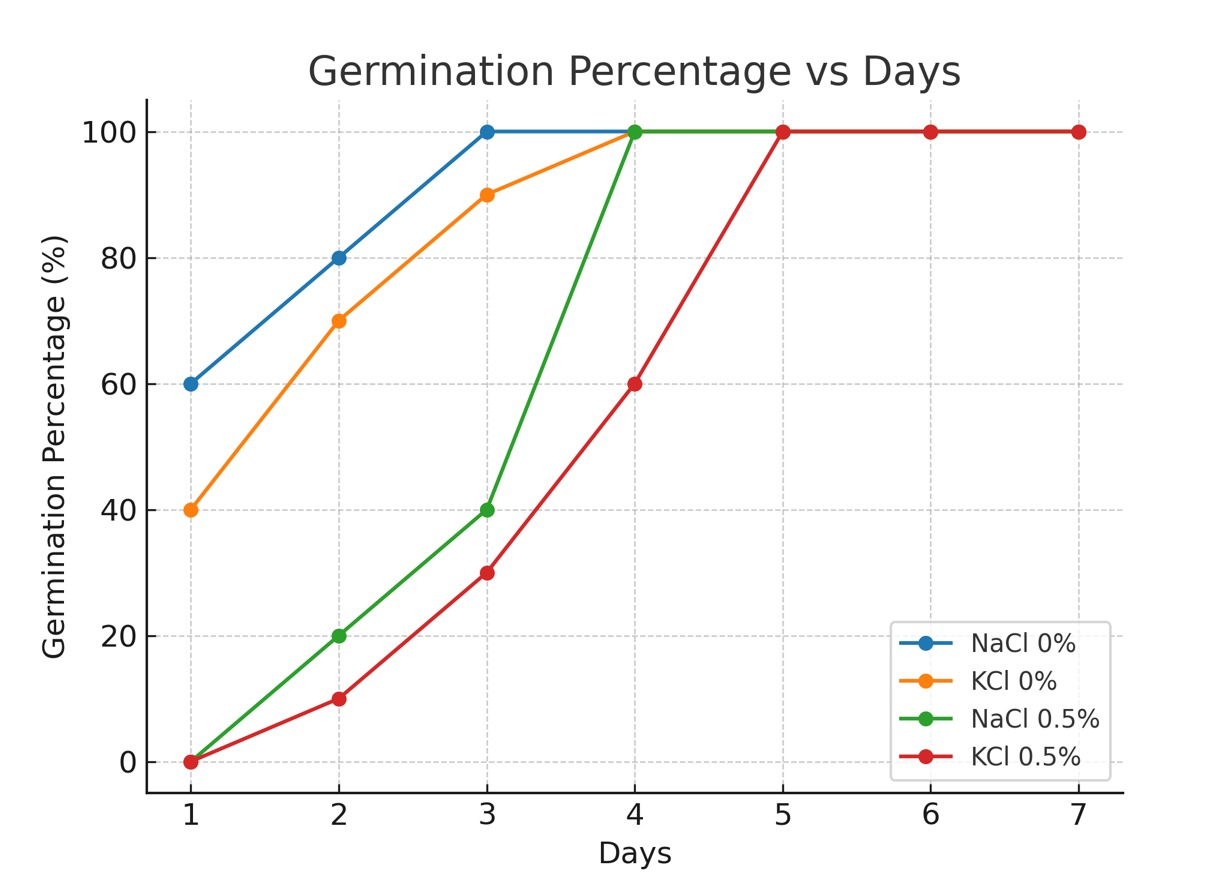 Germination Percentage vs Days
Germination Percentage (%)
100
80
60
40
20
0
1 2 3 4 5 6 7
Days
NaCl 0%
KCl 0%
NaCl 0.5%
KCl 0.5%